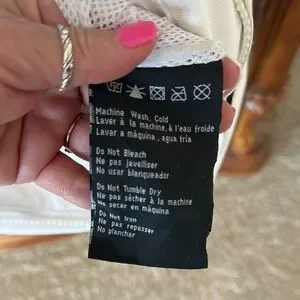 Machine Wash, Cold
Laver à la machine, à l'eau froide
Lavar a máquina, agua fría
Do Not Bleach
Ne pas javelliser
No usar blanqueador
Do Not Tumble Dry
Ne pas sécher à la machine
No secar en máquina
Do Not Iron
Ne pas repasser
No planchar